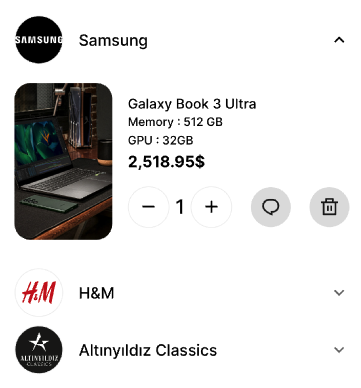 SAMSUNG
Samsung
Galaxy Book 3 Ultra
Memory : 512 GB
GPU : 32GB
2,518.95$
− 1 +
H&M
H&M
ALTINYILDIZ
CLASSICS
Altınyıldız Classics